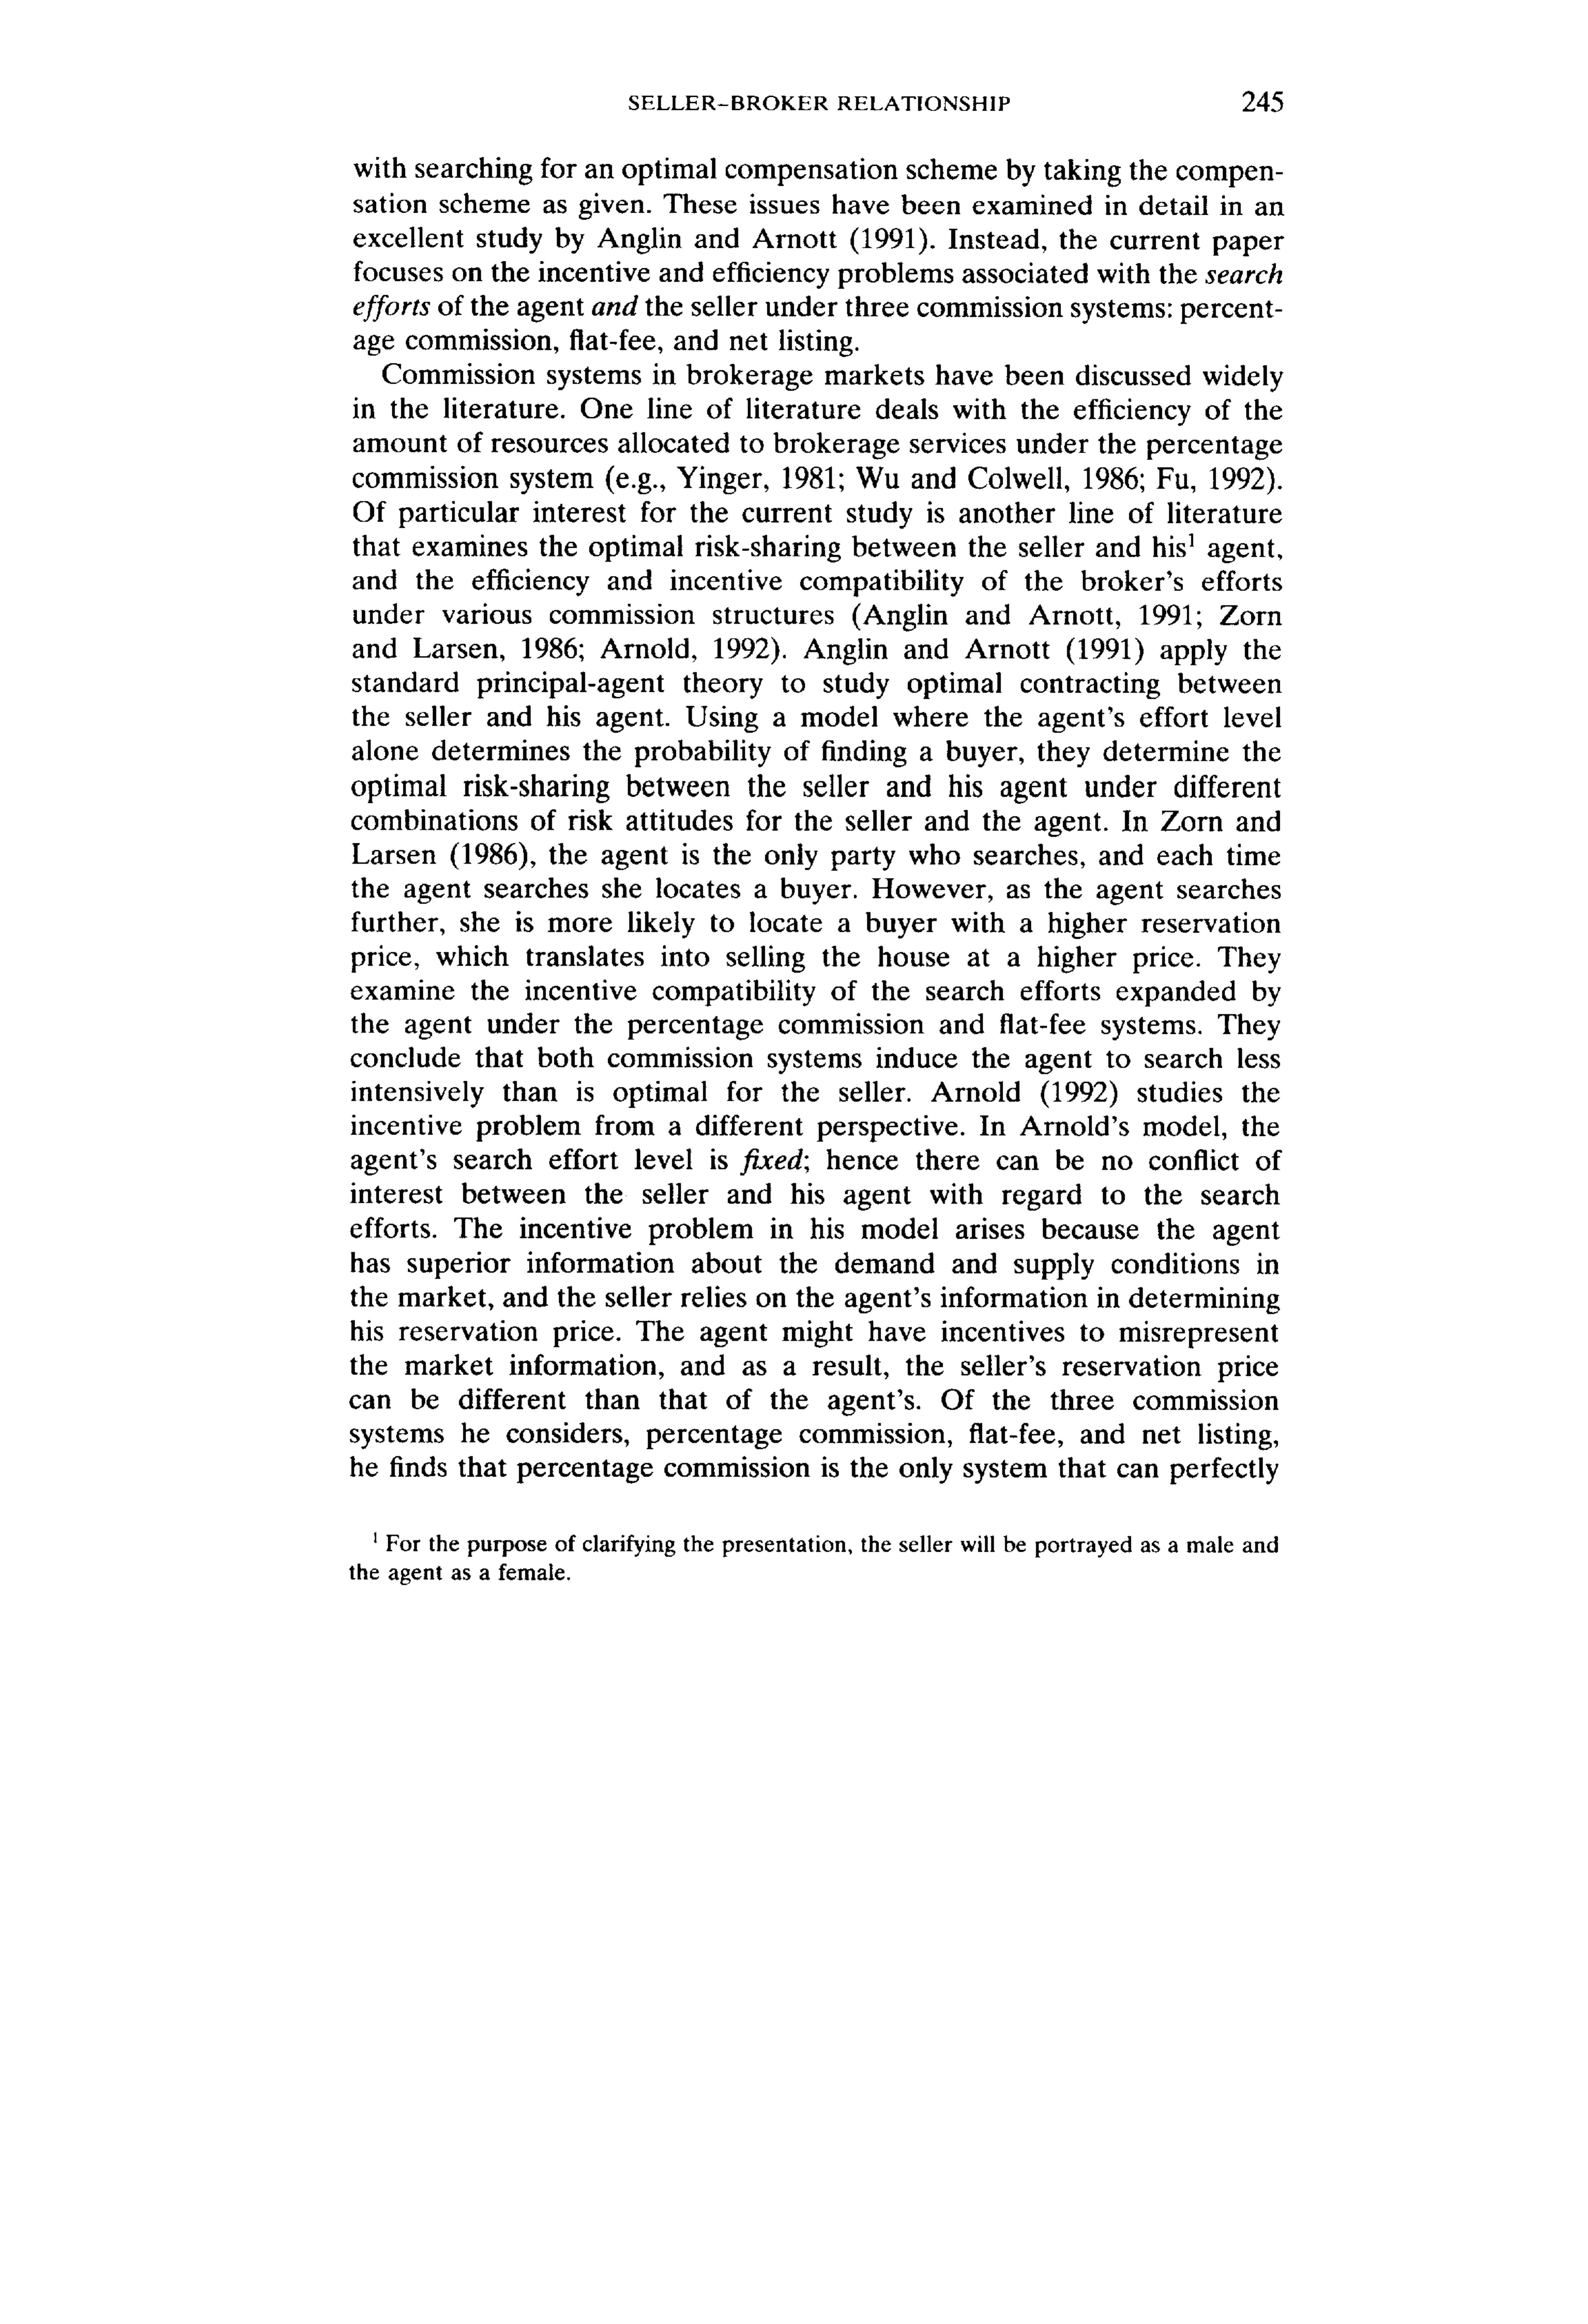 SELLER–BROKER RELATIONSHIP 245
with searching for an optimal compensation scheme by taking the compen-
sation scheme as given. These issues have been examined in detail in an
excellent study by Anglin and Arnott (1991). Instead, the current paper
focuses on the incentive and efficiency problems associated with the search
efforts of the agent and the seller under three commission systems: percent-
age commission, flat-fee, and net listing.
Commission systems in brokerage markets have been discussed widely
in the literature. One line of literature deals with the efficiency of the
amount of resources allocated to brokerage services under the percentage
commission system (e.g., Yinger, 1981; Wu and Colwell, 1986; Fu, 1992).
Of particular interest for the current study is another line of literature
that examines the optimal risk-sharing between the seller and his¹ agent,
and the efficiency and incentive compatibility of the broker's efforts
under various commission structures (Anglin and Arnott, 1991; Zorn
and Larsen, 1986; Arnold, 1992). Anglin and Arnott (1991) apply the
standard principal-agent theory to study optimal contracting between
the seller and his agent. Using a model where the agent's effort level
alone determines the probability of finding a buyer, they determine the
optimal risk-sharing between the seller and his agent under different
combinations of risk attitudes for the seller and the agent. In Zorn and
Larsen (1986), the agent is the only party who searches, and each time
the agent searches she locates a buyer. However, as the agent searches
further, she is more likely to locate a buyer with a higher reservation
price, which translates into selling the house at a higher price. They
examine the incentive compatibility of the search efforts expanded by
the agent under the percentage commission and flat-fee systems. They
conclude that both commission systems induce the agent to search less
intensively than is optimal for the seller. Arnold (1992) studies the
incentive problem from a different perspective. In Arnold's model, the
agent's search effort level is fixed; hence there can be no conflict of
interest between the seller and his agent with regard to the search
efforts. The incentive problem in his model arises because the agent
has superior information about the demand and supply conditions in
the market, and the seller relies on the agent's information in determining
his reservation price. The agent might have incentives to misrepresent
the market information, and as a result, the seller's reservation price
can be different than that of the agent's. Of the three commission
systems he considers, percentage commission, flat-fee, and net listing,
he finds that percentage commission is the only system that can perfectly
¹ For the purpose of clarifying the presentation, the seller will be portrayed as a male and
the agent as a female.